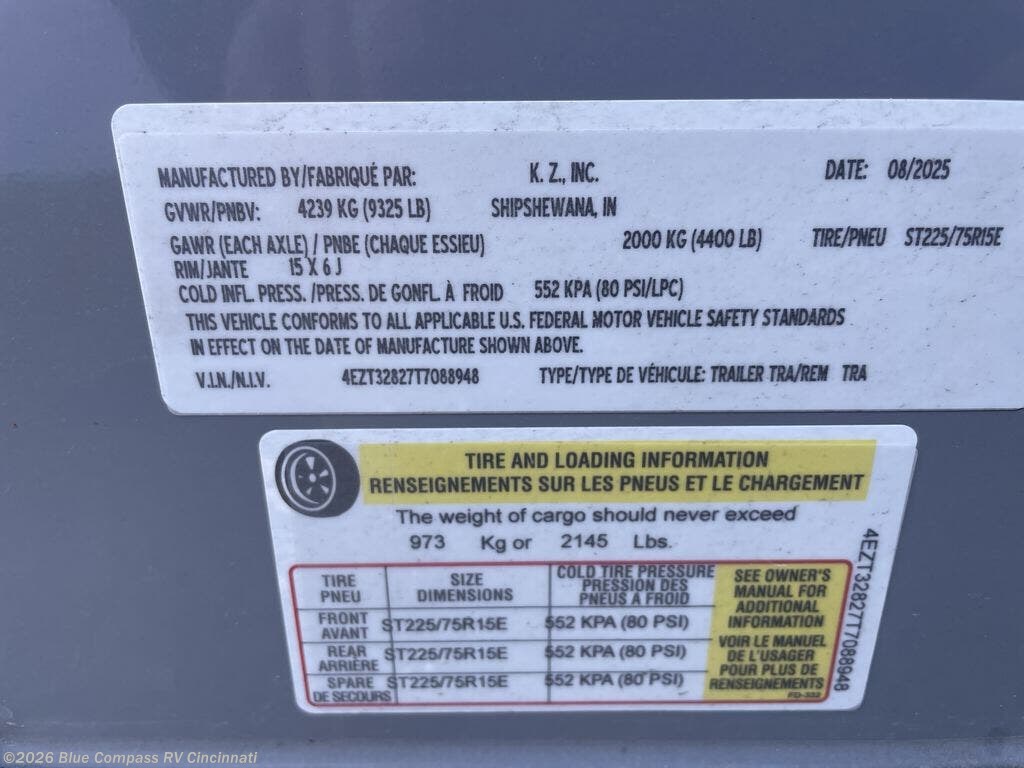 MANUFACTURED BY/FABRIQUÉ PAR: K. Z., INC. DATE: 08/2025
GVWR/PNBV: 4239 KG (9325 LB) SHIPSHEWANA, IN
GAWR (EACH AXLE) / PNBE (CHAQUE ESSIEU) 2000 KG (4400 LB) TIRE/PNEU ST225/75R15E
RIM/JANTE 15 X 6 J
COLD INFL. PRESS. /PRESS. DE GONFL. À FROID 552 KPA (80 PSI/LPC)
THIS VEHICLE CONFORMS TO ALL APPLICABLE U.S. FEDERAL MOTOR VEHICLE SAFETY STANDARDS
IN EFFECT ON THE DATE OF MANUFACTURE SHOWN ABOVE.
V.I.N./N.I.V. 4EZT32827T7088948 TYPE/TYPE DE VÉHICULE: TRAILER TRA/REM TRA
TIRE AND LOADING INFORMATION
RENSEIGNEMENTS SUR LES PNEUS ET LE CHARGEMENT
The weight of cargo should never exceed
973 Kg or 2145 Lbs.
TIRE
PNEU
SIZE
DIMENSIONS
COLD TIRE PRESSURE
PRESSION DES
PNEUS A FROID
FRONT
AVANT
ST225/75R15E 552 KPA (80 PSI)
REAR
ARRIÈRE
ST225/75R15E 552 KPA (80 PSI)
SPARE
DE SECOURS
ST225/75R15E 552 KPA (80 PSI)
SEE OWNER'S
MANUAL FOR
ADDITIONAL
INFORMATION
VOIR LE MANUEL
DE L'USAGER
POUR PLUS DE
RENSEIGNEMENTS
FD-332
4EZT32827T7088948
©2026 Blue Compass RV Cincinnati